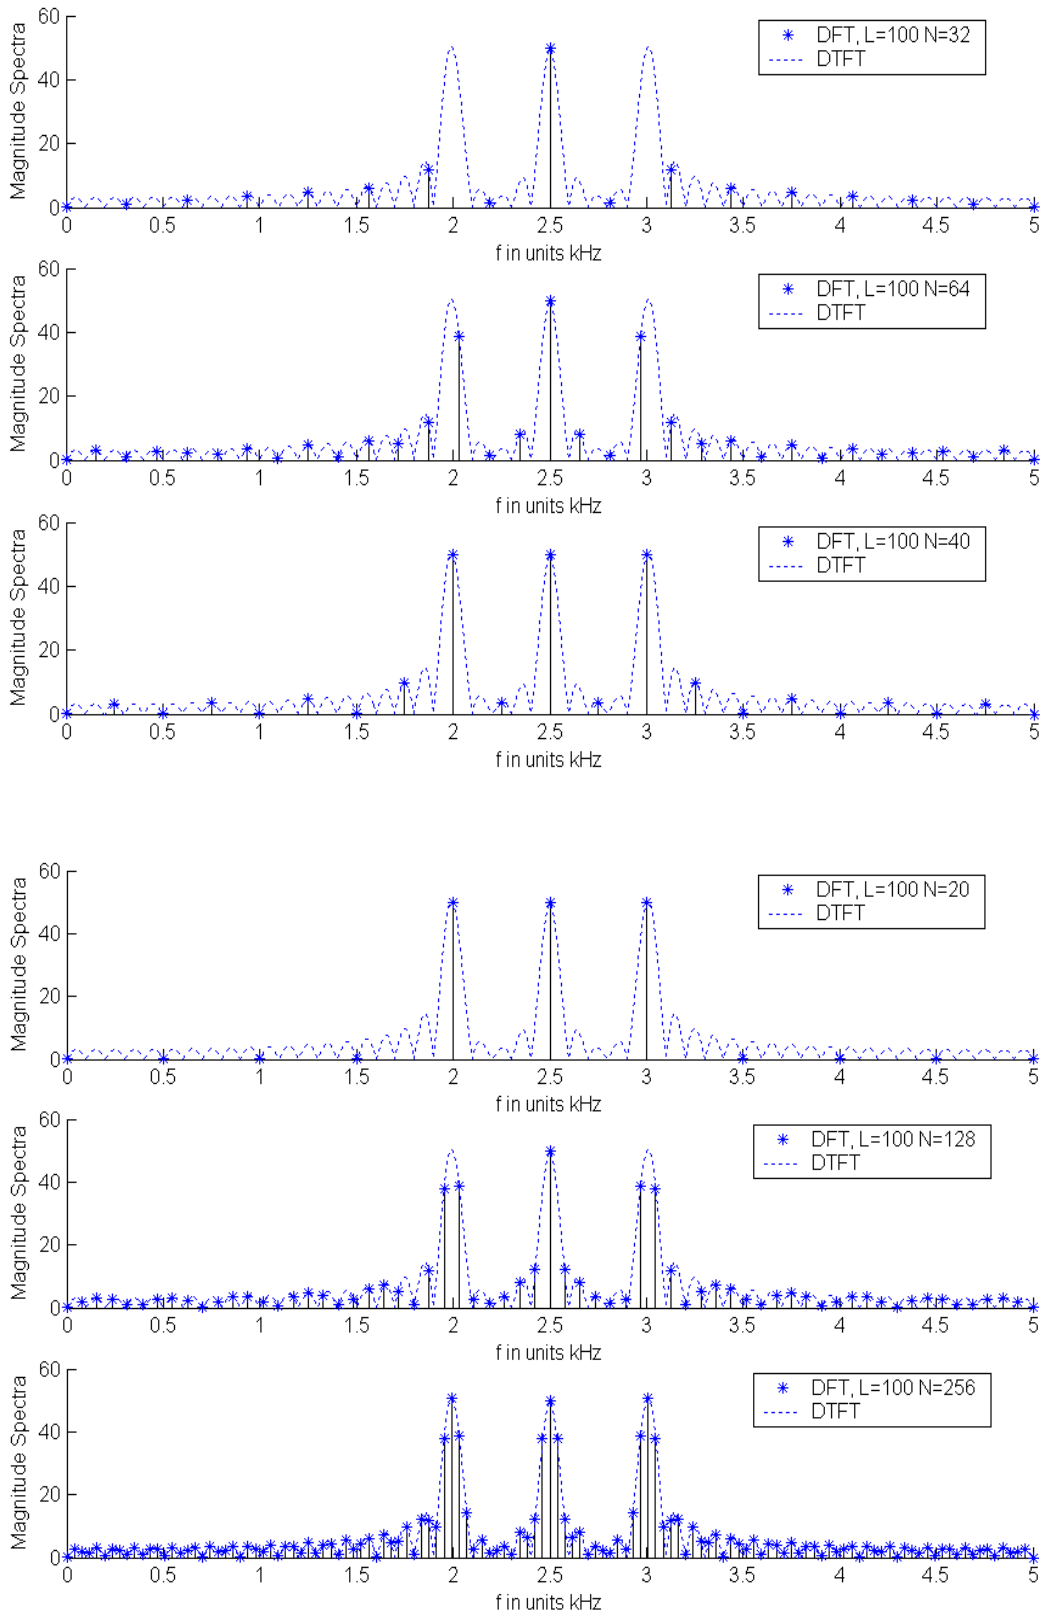 Magnitude Spectra
60
40
20
0
DFT, L=100 N=32
DTFT
0 0.5 1 1.5 2 2.5 3 3.5 4 4.5 5
f in units kHz
Magnitude Spectra
60
40
20
0
DFT, L=100 N=64
DTFT
0 0.5 1 1.5 2 2.5 3 3.5 4 4.5 5
f in units kHz
Magnitude Spectra
60
40
20
0
DFT, L=100 N=40
DTFT
0 0.5 1 1.5 2 2.5 3 3.5 4 4.5 5
f in units kHz
Magnitude Spectra
60
40
20
0
DFT, L=100 N=20
DTFT
0 0.5 1 1.5 2 2.5 3 3.5 4 4.5 5
f in units kHz
Magnitude Spectra
60
40
20
0
DFT, L=100 N=128
DTFT
0 0.5 1 1.5 2 2.5 3 3.5 4 4.5 5
f in units kHz
Magnitude Spectra
60
40
20
0
DFT, L=100 N=256
DTFT
0 0.5 1 1.5 2 2.5 3 3.5 4 4.5 5
f in units kHz